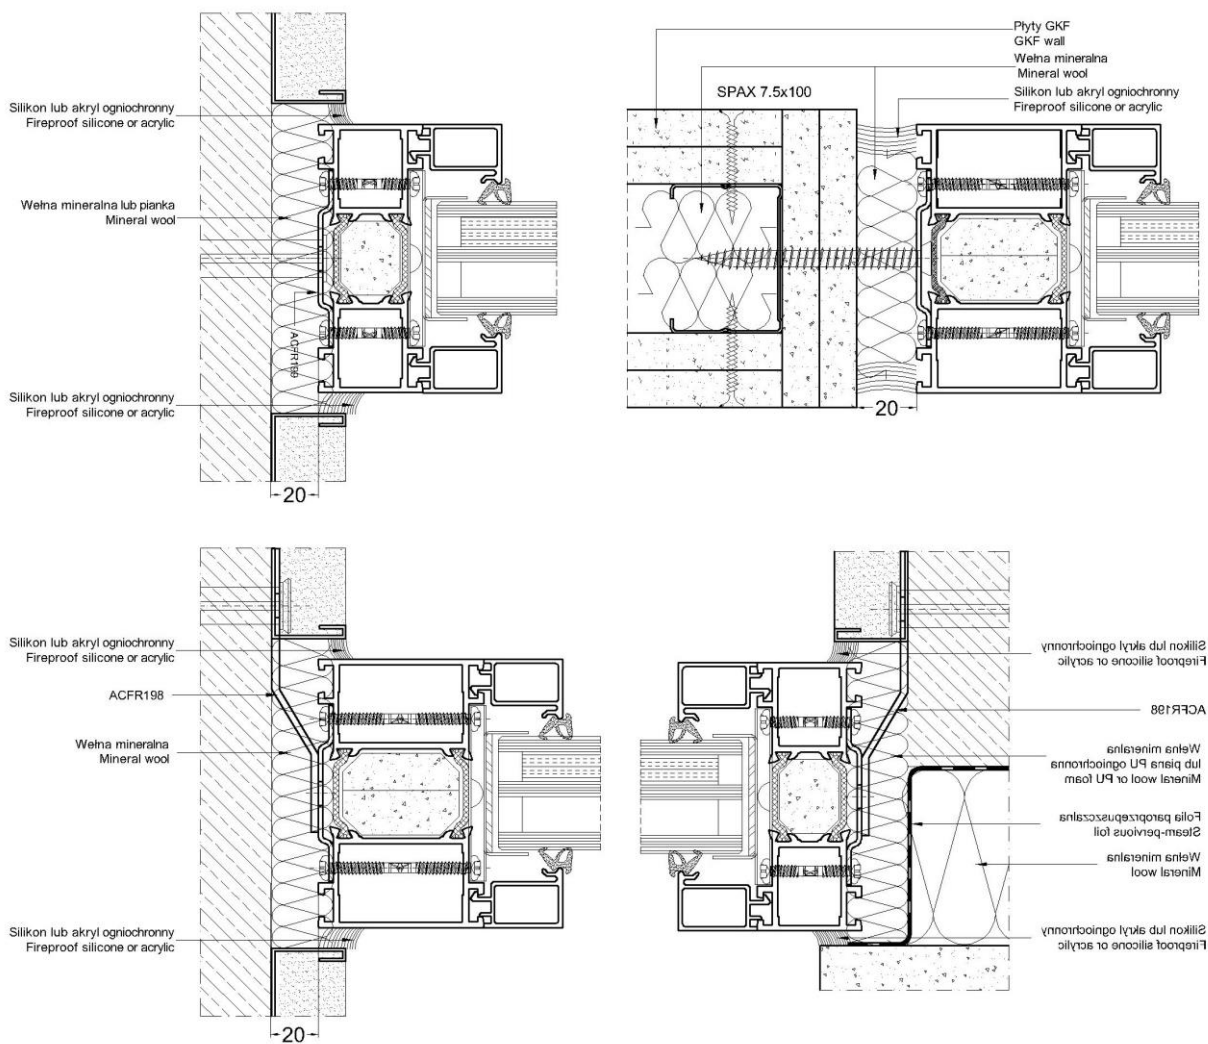 Silikon lub akryl ogniochronny
Fireproof silicone or acrylic
Wełna mineralna lub pianka
Mineral wool
ACFR199
Silikon lub akryl ogniochronny
Fireproof silicone or acrylic
20
Płyty GKF
GKF wall
Wełna mineralna
Mineral wool
SPAX 7.5x100
Silikon lub akryl ogniochronny
Fireproof silicone or acrylic
20
Silikon lub akryl ogniochronny
Fireproof silicone or acrylic
ACFR198
Wełna mineralna
Mineral wool
Silikon lub akryl ogniochronny
Fireproof silicone or acrylic
20
Silikon lub akryl ogniochronny
Fireproof silicone or acrylic
ACFR198
Wełna mineralna
lub piana PU ogniochronna
Mineral wool or PU foam
Folia paroprzepuszczalna
Steam-pervious foil
Wełna mineralna
Mineral wool
Silikon lub akryl ogniochronny
Fireproof silicone or acrylic